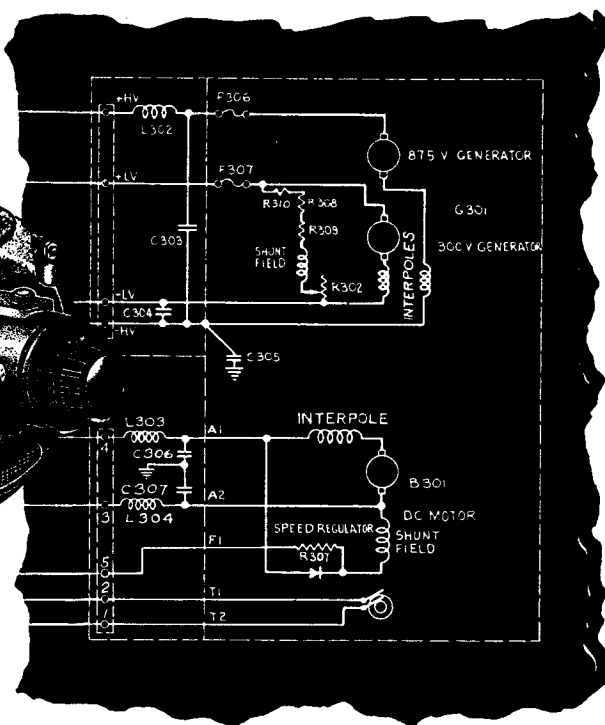 +HV
L302
F306
875 V GENERATOR
+LV
F307
R310
R308
G301
C303
R309
300V GENERATOR
SHUNT
FIELD
INTERPOLES
R302
-LV
C304
-HV
C305
L303
A1
INTERPOLE
4
C306
B301
C307
A2
3
L304
DC MOTOR
SPEED REGULATOR
SHUNT
FIELD
F1
R307
5
2
T1
1
T2